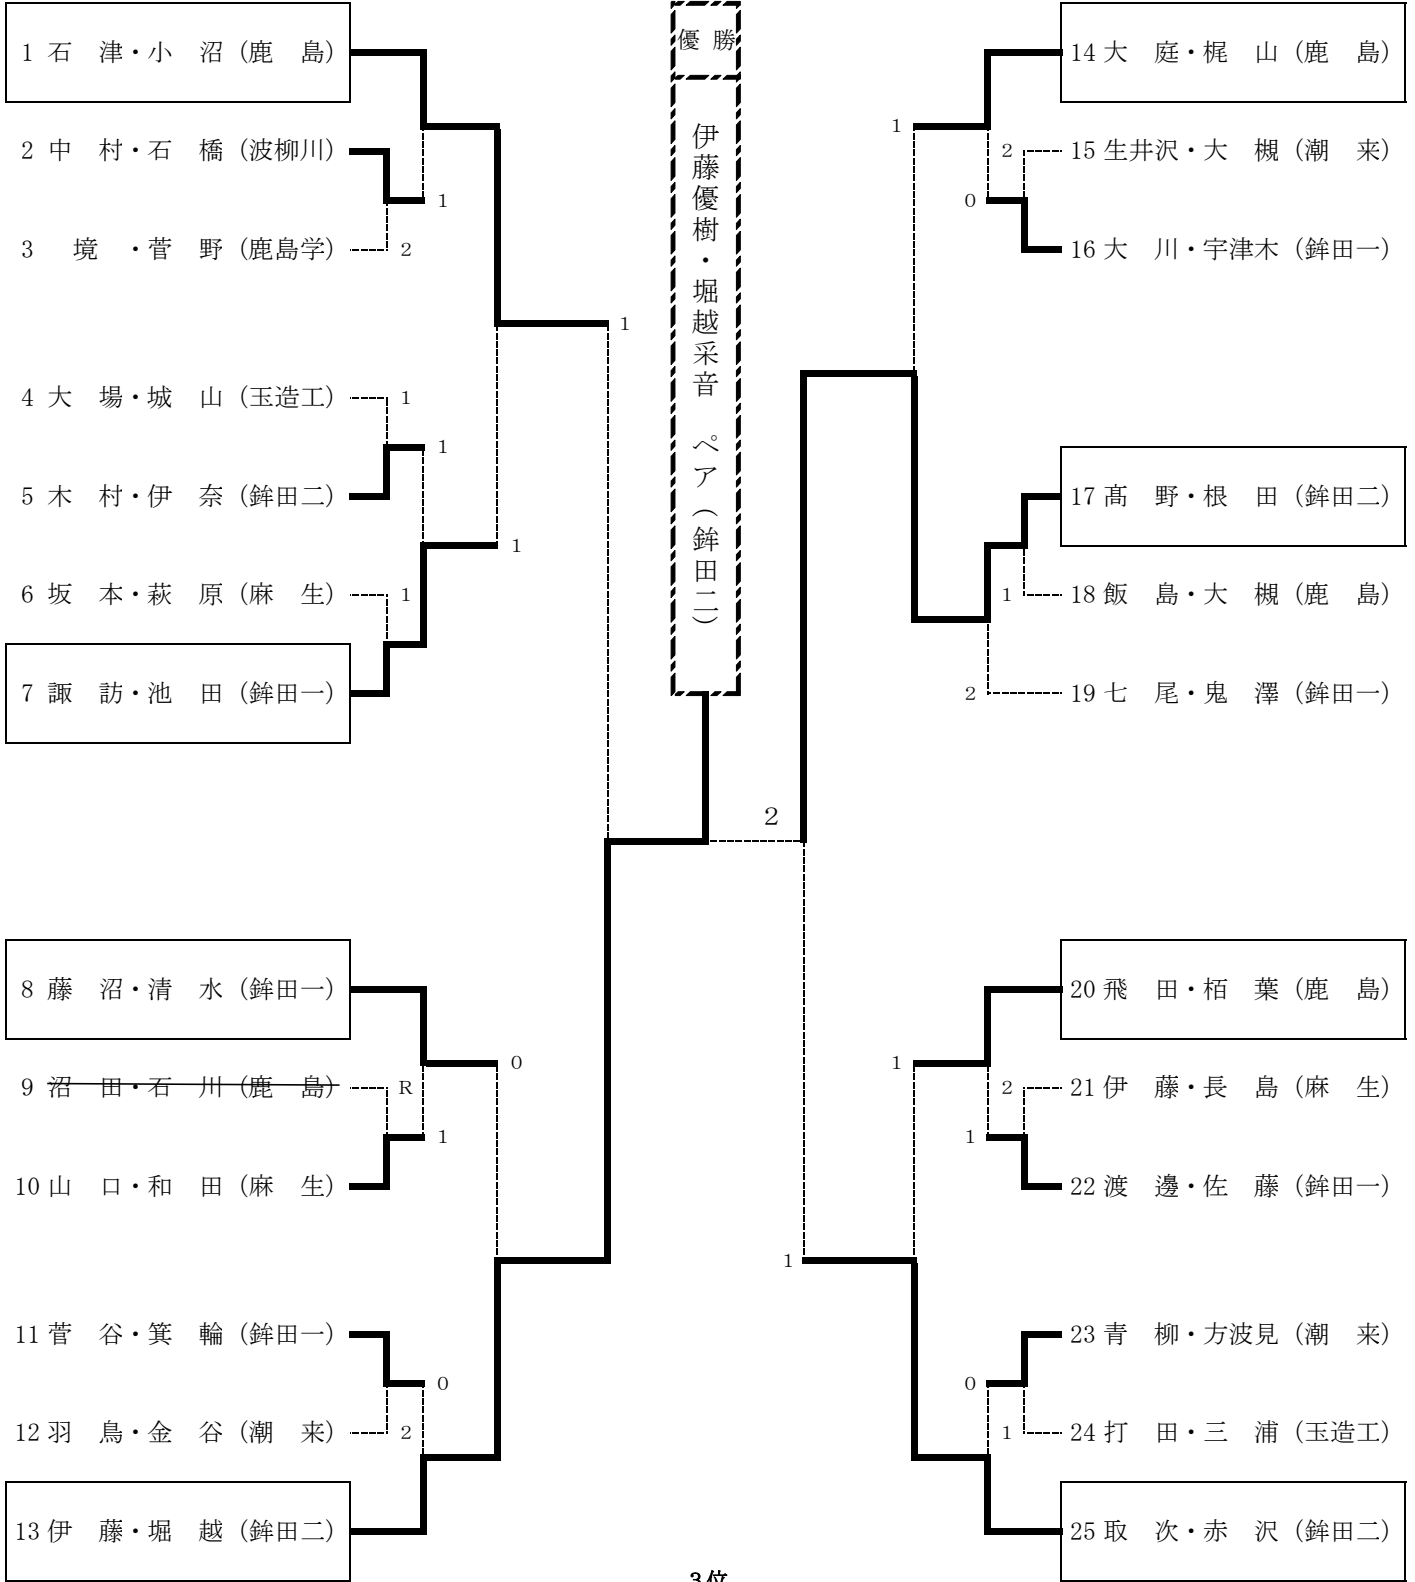 1 石　津・小　沼 (鹿　島)
2 中　村・石　橋 (波柳川)
1
3　境　・菅　野 (鹿島学)
2
1
4 大　場・城　山 (玉造工)
1
1
5 木　村・伊　奈 (鉾田二)
1
6 坂　本・萩　原 (麻　生)
1
7 諏　訪・池　田 (鉾田一)
8 藤　沼・清　水 (鉾田一)
0
9 沼　田・石　川 (鹿　島)
R
1
10 山　口・和　田 (麻　生)
11 菅　谷・箕　輪 (鉾田一)
0
12 羽　鳥・金　谷 (潮　来)
2
13 伊　藤・堀　越 (鉾田二)
優 勝
伊藤優樹・堀越采音　ペア（鉾田二）
2
14 大　庭・梶　山 (鹿　島)
1
2
15 生井沢・大　槻 (潮　来)
0
16 大　川・宇津木 (鉾田一)
17 髙　野・根　田 (鉾田二)
1
18 飯　島・大　槻 (鹿　島)
2
19 七　尾・鬼　澤 (鉾田一)
20 飛　田・栢　葉 (鹿　島)
1
2
21 伊　藤・長　島 (麻　生)
1
22 渡　邊・佐　藤 (鉾田一)
1
23 青　柳・方波見 (潮　来)
0
1
24 打　田・三　浦 (玉造工)
25 取　次・赤　沢 (鉾田二)
3位